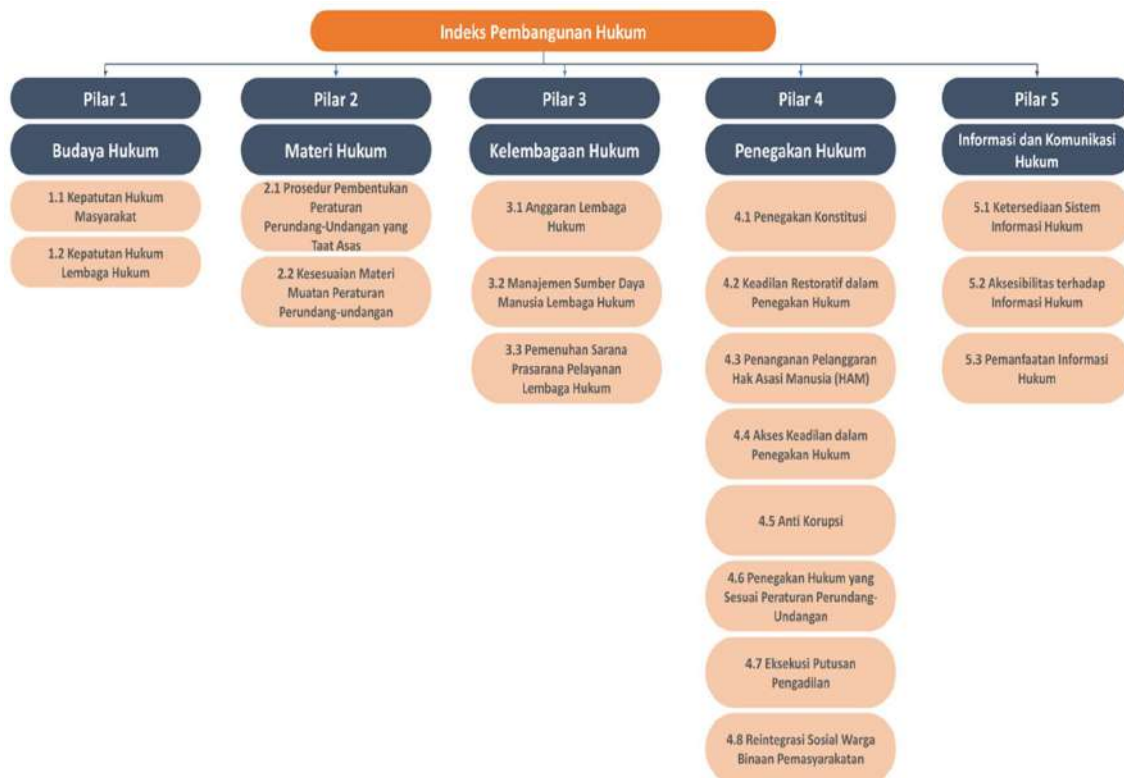 Indeks Pembangunan Hukum
Pilar 1
Budaya Hukum
1.1 Kepatutan Hukum
Masyarakat
1.2 Kepatutan Hukum
Lembaga Hukum
Pilar 2
Materi Hukum
2.1 Prosedur Pembentukan
Peraturan
Perundang-Undangan yang
Taat Asas
2.2 Kesesuaian Materi
Muatan Peraturan
Perundang-undangan
Pilar 3
Kelembagaan Hukum
3.1 Anggaran Lembaga
Hukum
3.2 Manajemen Sumber Daya
Manusia Lembaga Hukum
3.3 Pemenuhan Sarana
Prasarana Pelayanan
Lembaga Hukum
Pilar 4
Penegakan Hukum
4.1 Penegakan Konstitusi
4.2 Keadilan Restoratif dalam
Penegakan Hukum
4.3 Penanganan Pelanggaran
Hak Asasi Manusia (HAM)
4.4 Akses Keadilan dalam
Penegakan Hukum
4.5 Anti Korupsi
4.6 Penegakan Hukum yang
Sesuai Peraturan Perundang-
Undangan
4.7 Eksekusi Putusan
Pengadilan
4.8 Reintegrasi Sosial Warga
Binaan Pemasyarakatan
Pilar 5
Informasi dan Komunikasi
Hukum
5.1 Ketersediaan Sistem
Informasi Hukum
5.2 Aksesibilitas terhadap
Informasi Hukum
5.3 Pemanfaatan Informasi
Hukum